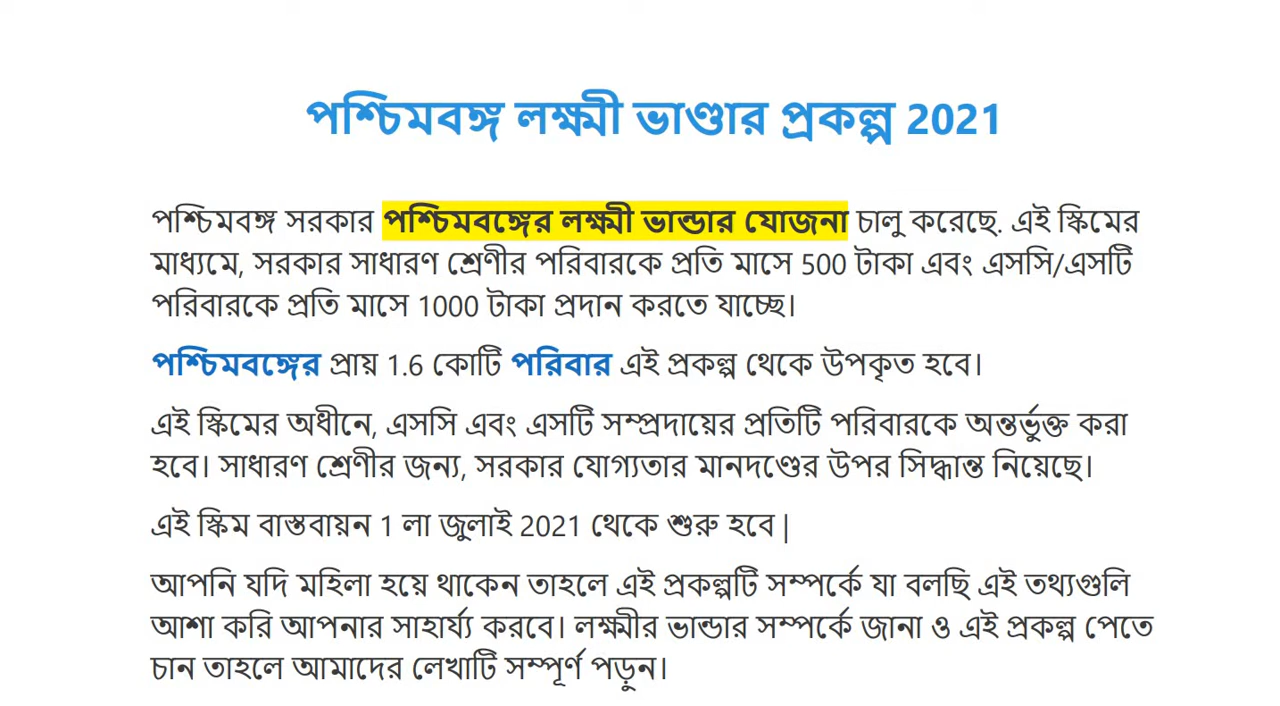 পশ্চিমবঙ্গ লক্ষ্মী ভাণ্ডার প্রকল্প 2021
পশ্চিমবঙ্গ সরকার পশ্চিমবঙ্গের লক্ষ্মী ভান্ডার যোজনা চালু করেছে. এই স্কিমের
মাধ্যমে, সরকার সাধারণ শ্রেণীর পরিবারকে প্রতি মাসে 500 টাকা এবং এসসি/এসটি
পরিবারকে প্রতি মাসে 1000 টাকা প্রদান করতে যাচ্ছে।
পশ্চিমবঙ্গের প্রায় 1.6 কোটি পরিবার এই প্রকল্প থেকে উপকৃত হবে।
এই স্কিমের অধীনে, এসসি এবং এসটি সম্প্রদায়ের প্রতিটি পরিবারকে অন্তর্ভুক্ত করা
হবে। সাধারণ শ্রেণীর জন্য, সরকার যোগ্যতার মানদণ্ডের উপর সিদ্ধান্ত নিয়েছে।
এই স্কিম বাস্তবায়ন 1 লা জুলাই 2021 থেকে শুরু হবে |
আপনি যদি মহিলা হয়ে থাকেন তাহলে এই প্রকল্পটি সম্পর্কে যা বলছি এই তথ্যগুলি
আশা করি আপনার সাহার্য্য করবে। লক্ষ্মীর ভান্ডার সম্পর্কে জানা ও এই প্রকল্প পেতে
চান তাহলে আমাদের লেখাটি সম্পূর্ণ পড়ুন।